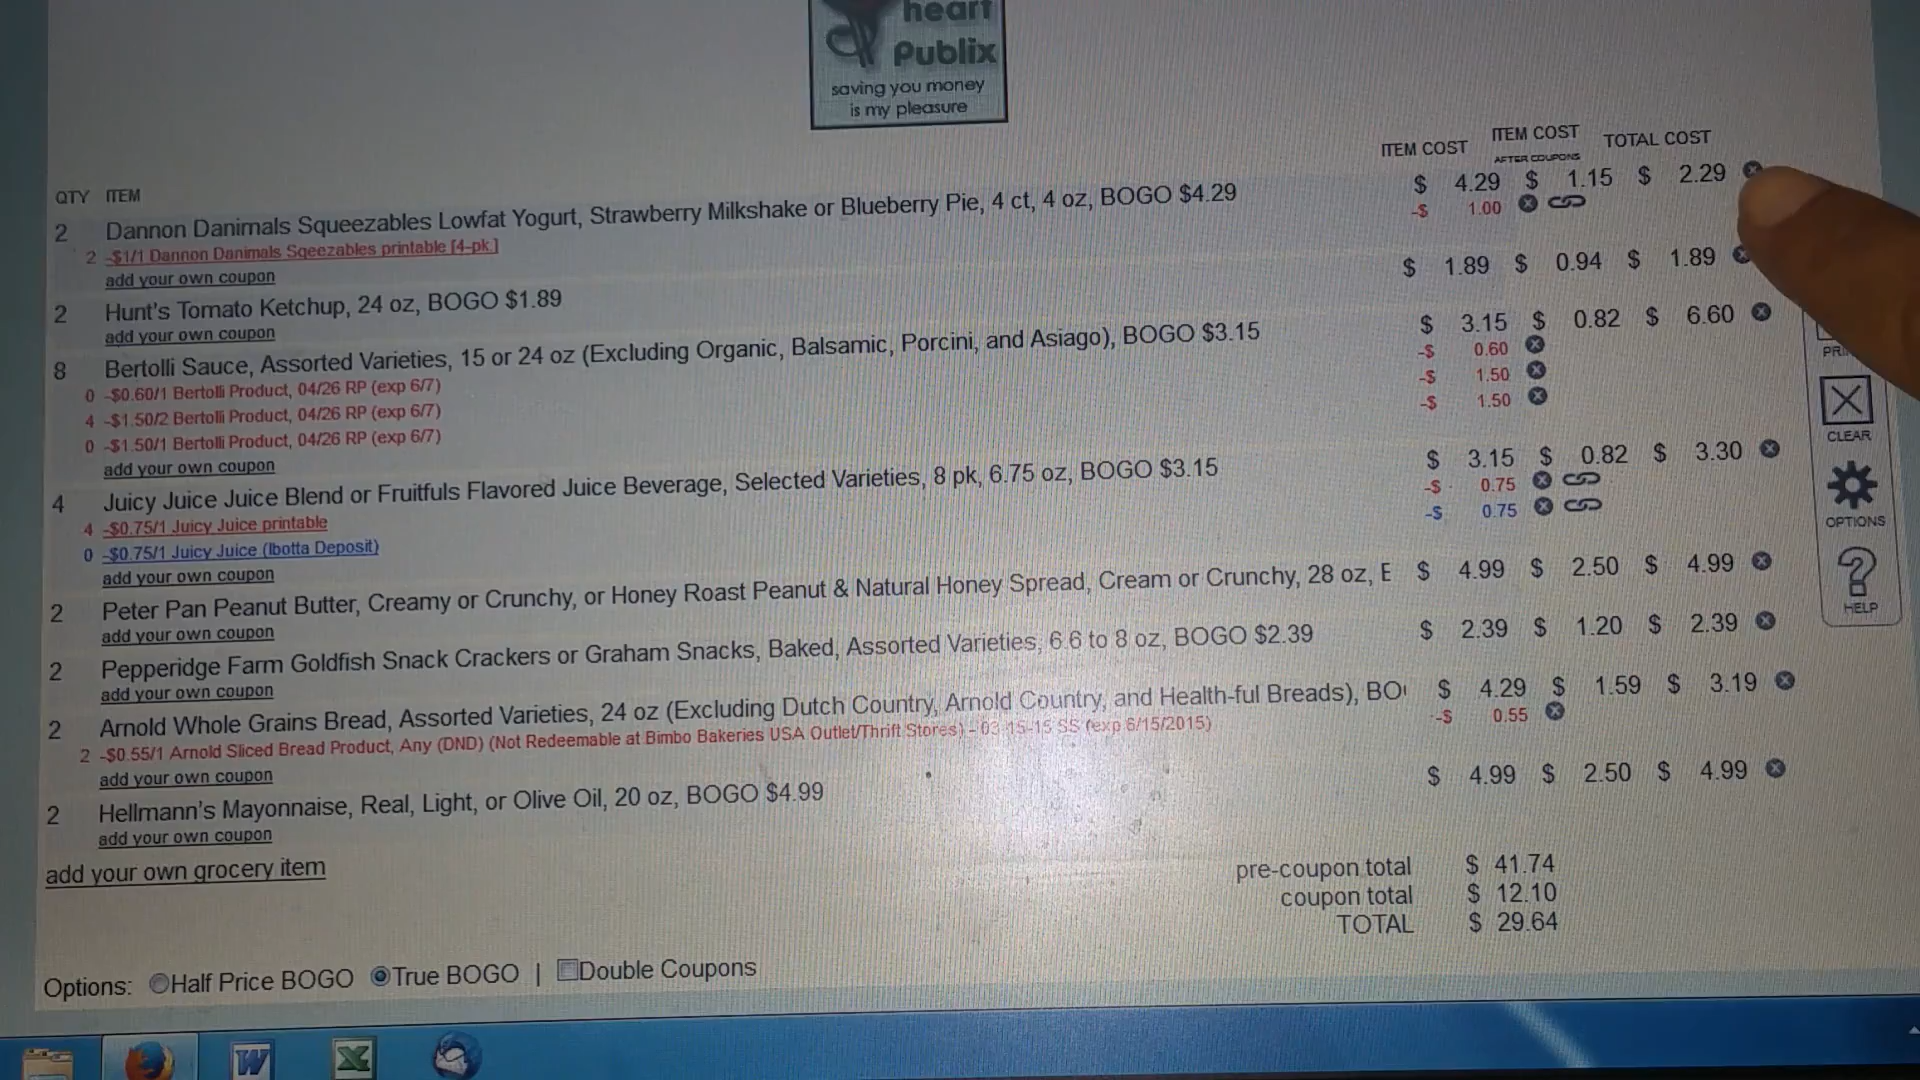 heart
Publix
saving you money
is my pleasure
QTY ITEM ITEM COST ITEM COST AFTER COUPONS TOTAL COST
2 Dannon Danimals Squeezables Lowfat Yogurt, Strawberry Milkshake or Blueberry Pie, 4 ct, 4 oz, BOGO $4.29 $ 4.29 $ 1.15 $ 2.29
2 -$1/1 Dannon Danimals Sqeezables printable [4-pk.] -$ 1.00
add your own coupon
2 Hunt's Tomato Ketchup, 24 oz, BOGO $1.89 $ 1.89 $ 0.94 $ 1.89
add your own coupon
8 Bertolli Sauce, Assorted Varieties, 15 or 24 oz (Excluding Organic, Balsamic, Porcini, and Asiago), BOGO $3.15 $ 3.15 $ 0.82 $ 6.60
0 -$0.60/1 Bertolli Product, 04/26 RP (exp 6/7) -$ 0.60
4 -$1.50/2 Bertolli Product, 04/26 RP (exp 6/7) -$ 1.50
0 -$1.50/1 Bertolli Product, 04/26 RP (exp 6/7) -$ 1.50
add your own coupon
4 Juicy Juice Juice Blend or Fruitfuls Flavored Juice Beverage, Selected Varieties, 8 pk, 6.75 oz, BOGO $3.15 $ 3.15 $ 0.82 $ 3.30
4 -$0.75/1 Juicy Juice printable -$ 0.75
0 -$0.75/1 Juicy Juice (Ibotta Deposit) -$ 0.75
add your own coupon
2 Peter Pan Peanut Butter, Creamy or Crunchy, or Honey Roast Peanut & Natural Honey Spread, Cream or Crunchy, 28 oz, E $ 4.99 $ 2.50 $ 4.99
add your own coupon
2 Pepperidge Farm Goldfish Snack Crackers or Graham Snacks, Baked, Assorted Varieties, 6.6 to 8 oz, BOGO $2.39 $ 2.39 $ 1.20 $ 2.39
add your own coupon
2 Arnold Whole Grains Bread, Assorted Varieties, 24 oz (Excluding Dutch Country, Arnold Country, and Health-ful Breads), BO $ 4.29 $ 1.59 $ 3.19
2 -$0.55/1 Arnold Sliced Bread Product, Any (DND) (Not Redeemable at Bimbo Bakeries USA Outlet/Thrift Stores) - 03-15-15 SS (exp 6/15/2015) -$ 0.55
add your own coupon
2 Hellmann's Mayonnaise, Real, Light, or Olive Oil, 20 oz, BOGO $4.99 $ 4.99 $ 2.50 $ 4.99
add your own coupon
add your own grocery item
pre-coupon total $ 41.74
coupon total $ 12.10
TOTAL $ 29.64
Options: Half Price BOGO True BOGO | Double Coupons
CLEAR
OPTIONS
HELP